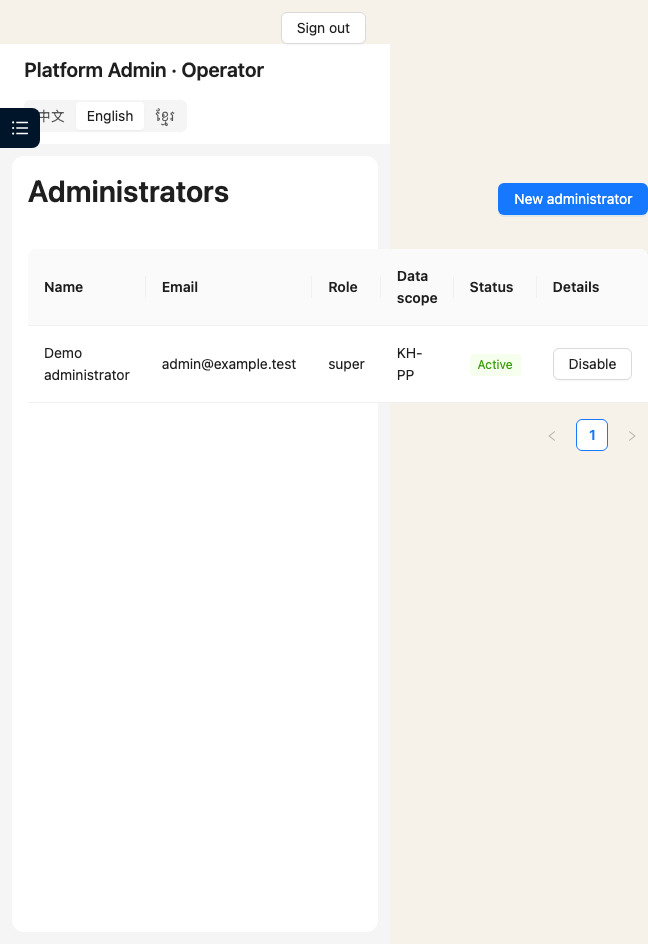 Sign out
Platform Admin · Operator
中文 English ខ្មែរ
Administrators
New administrator
Name Email Role Data scope Status Details
Demo administrator admin@example.test super KH-PP Active Disable
1